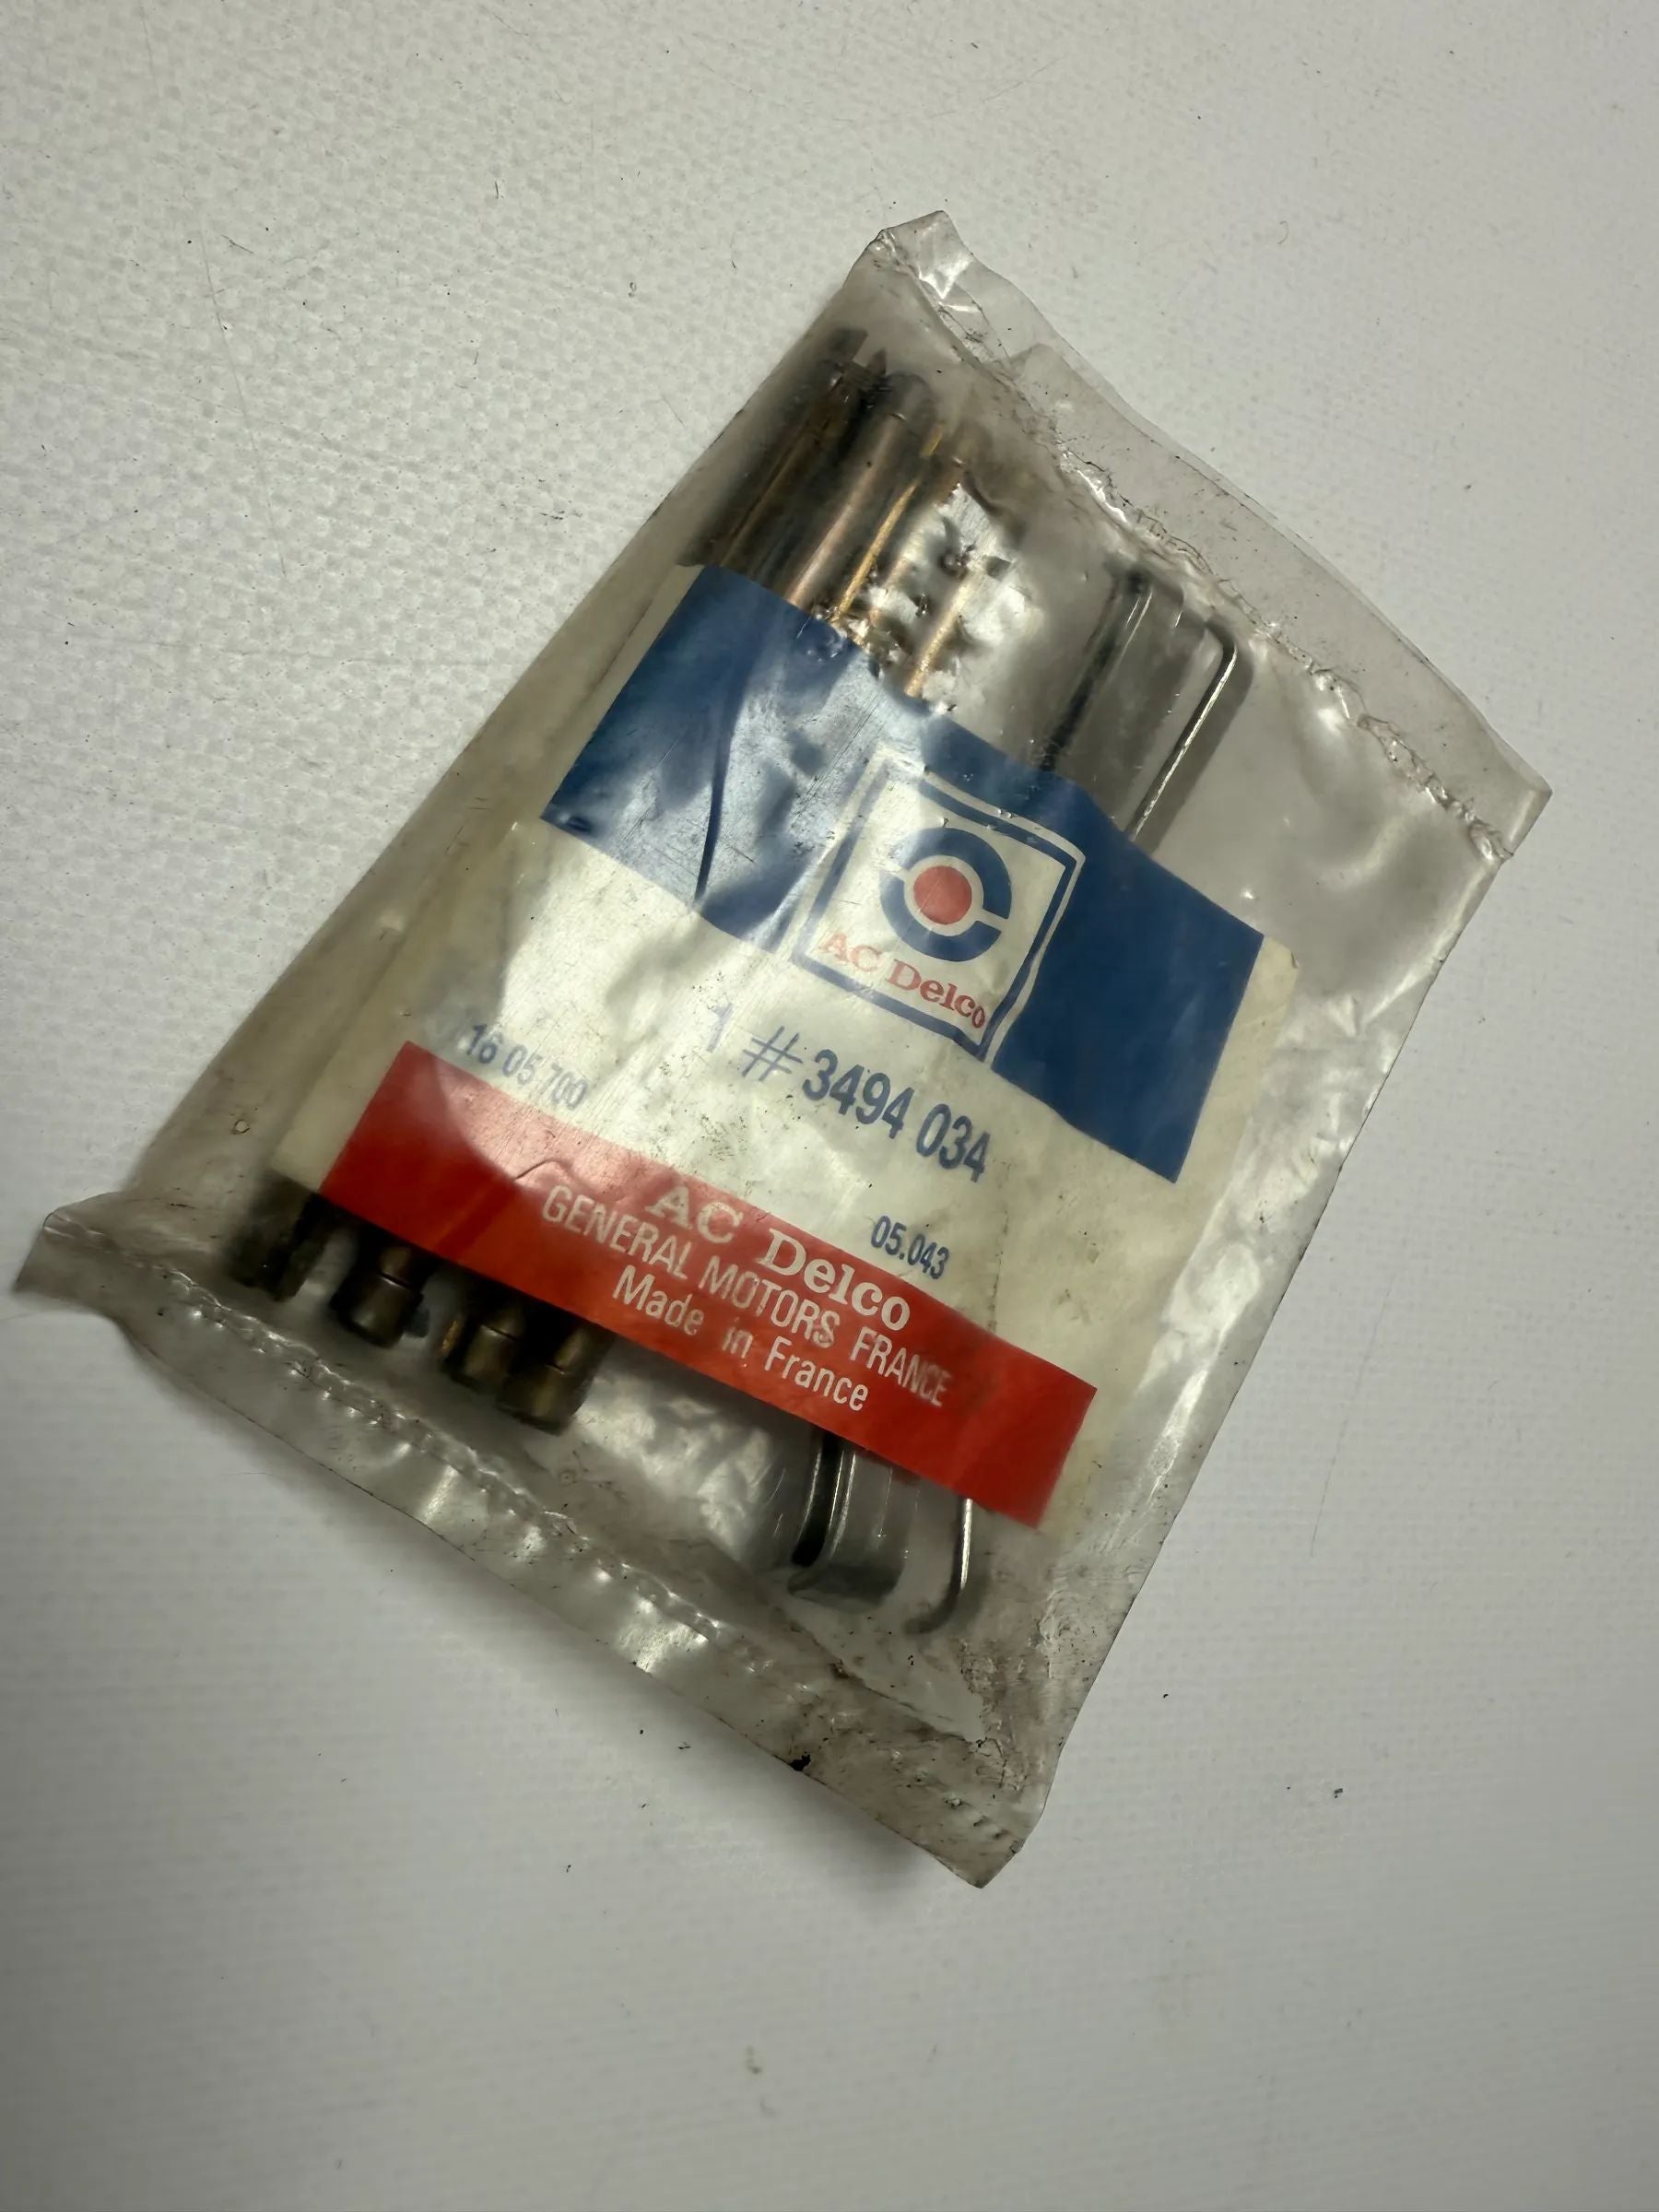 AC Delco
1 # 3494 034
16 05 700
05.043
AC Delco
GENERAL MOTORS FRANCE
Made in France